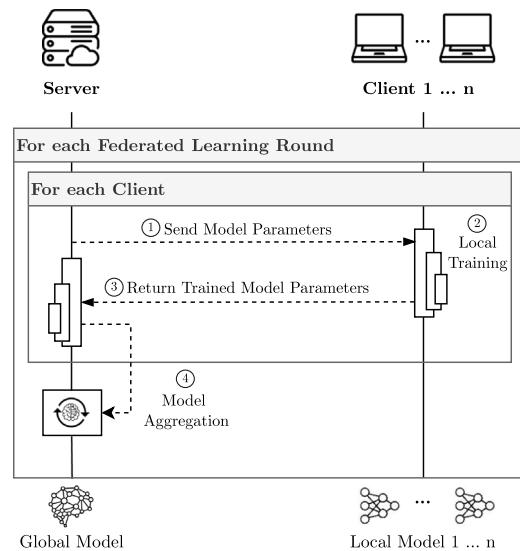 Server
...
Client 1 ... n
For each Federated Learning Round
For each Client
1 Send Model Parameters
2
Local
Training
3 Return Trained Model Parameters
4
Model
Aggregation
...
Global Model
Local Model 1 ... n